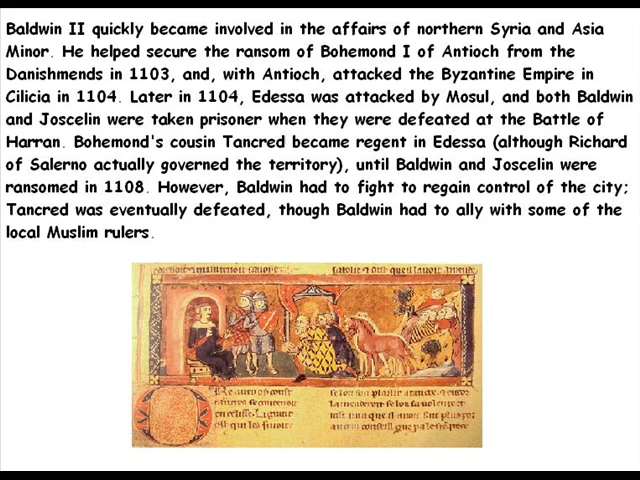 Baldwin II quickly became involved in the affairs of northern Syria and Asia
Minor. He helped secure the ransom of Bohemond I of Antioch from the
Danishmends in 1103, and, with Antioch, attacked the Byzantine Empire in
Cilicia in 1104. Later in 1104, Edessa was attacked by Mosul, and both Baldwin
and Joscelin were taken prisoner when they were defeated at the Battle of
Harran. Bohemond's cousin Tancred became regent in Edessa (although Richard
of Salerno actually governed the territory), until Baldwin and Joscelin were
ransomed in 1108. However, Baldwin had to fight to regain control of the city;
Tancred was eventually defeated, though Baldwin had to ally with some of the
local Muslim rulers.